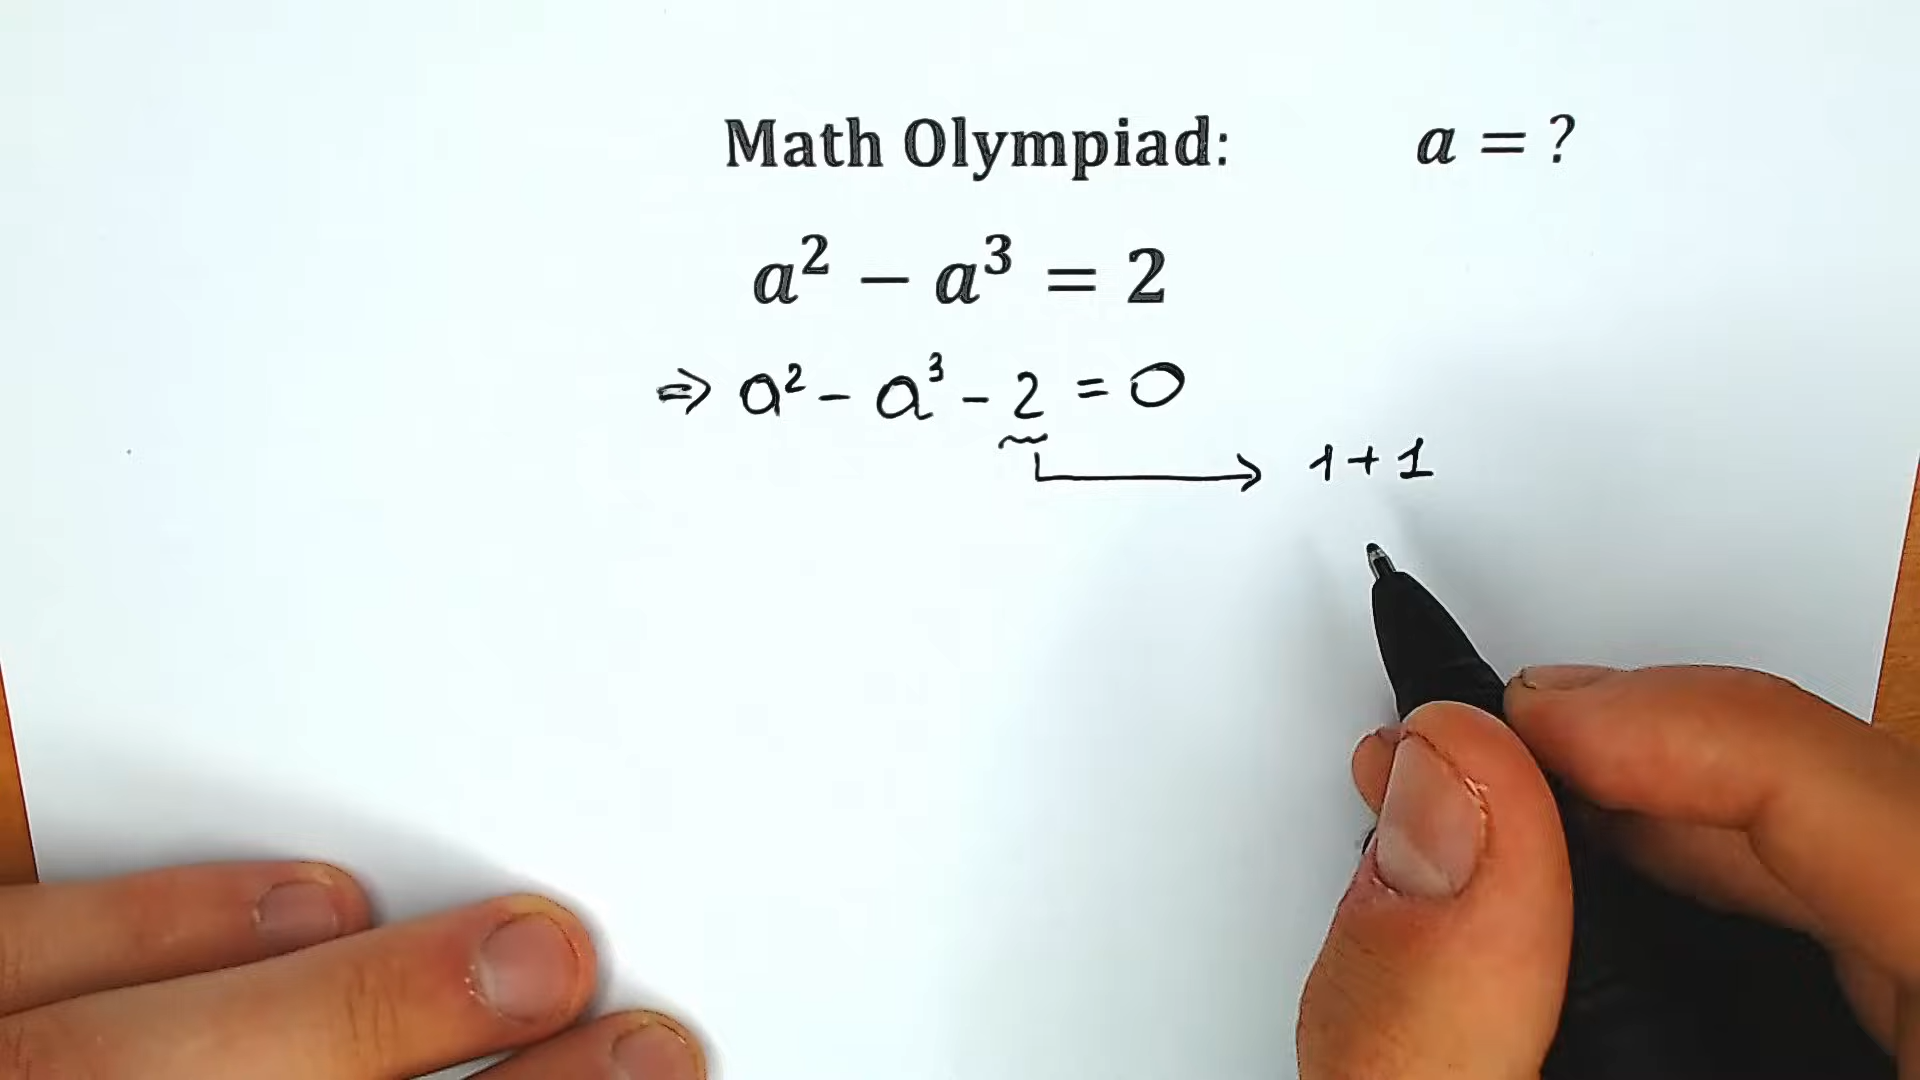 Math Olympiad: a = ?
a² − a³ = 2
⇒ a² − a³ − 2 = 0
1 + 1